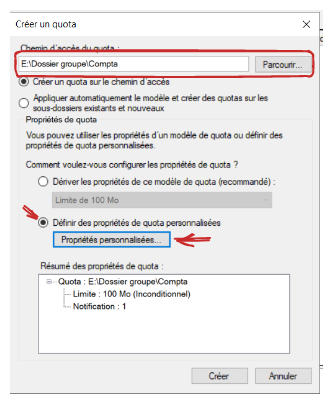 Créer un quota
Chemin d'accès du quota :
E:\Dossier groupe\Compta
Parcourir...
Créer un quota sur le chemin d'accès
Appliquer automatiquement le modèle et créer des quotas sur les
sous-dossiers existants et nouveaux
Propriétés de quota
Vous pouvez utiliser les propriétés d'un modèle de quota ou définir des
propriétés de quota personnalisées.
Comment voulez-vous configurer les propriétés de quota ?
Dériver les propriétés de ce modèle de quota (recommandé) :
Limite de 100 Mo
Définir des propriétés de quota personnalisées
Propriétés personnalisées...
Résumé des propriétés de quota :
Quota : E:\Dossier groupe\Compta
Limite : 100 Mo (Inconditionnel)
Notification : 1
Créer
Annuler